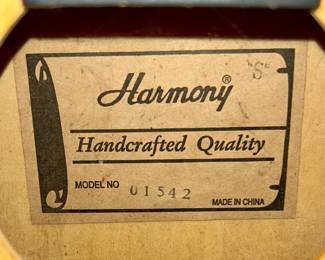 "S"
Harmony®
Handcrafted Quality
MODEL NO 01542
MADE IN CHINA